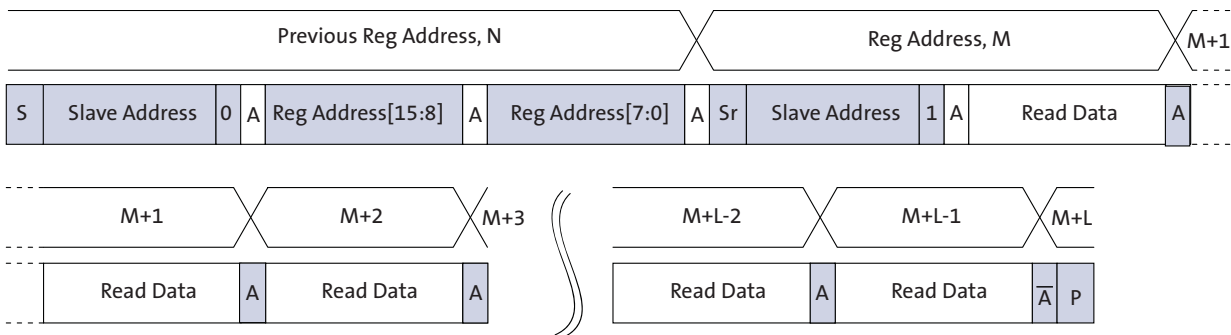 Previous Reg Address, N Reg Address, M M+1
S Slave Address 0 A Reg Address[15:8] A Reg Address[7:0] A Sr Slave Address 1 A Read Data A
M+1 M+2 M+3 M+L-2 M+L-1 M+L
Read Data A Read Data A Read Data A Read Data A̅ P